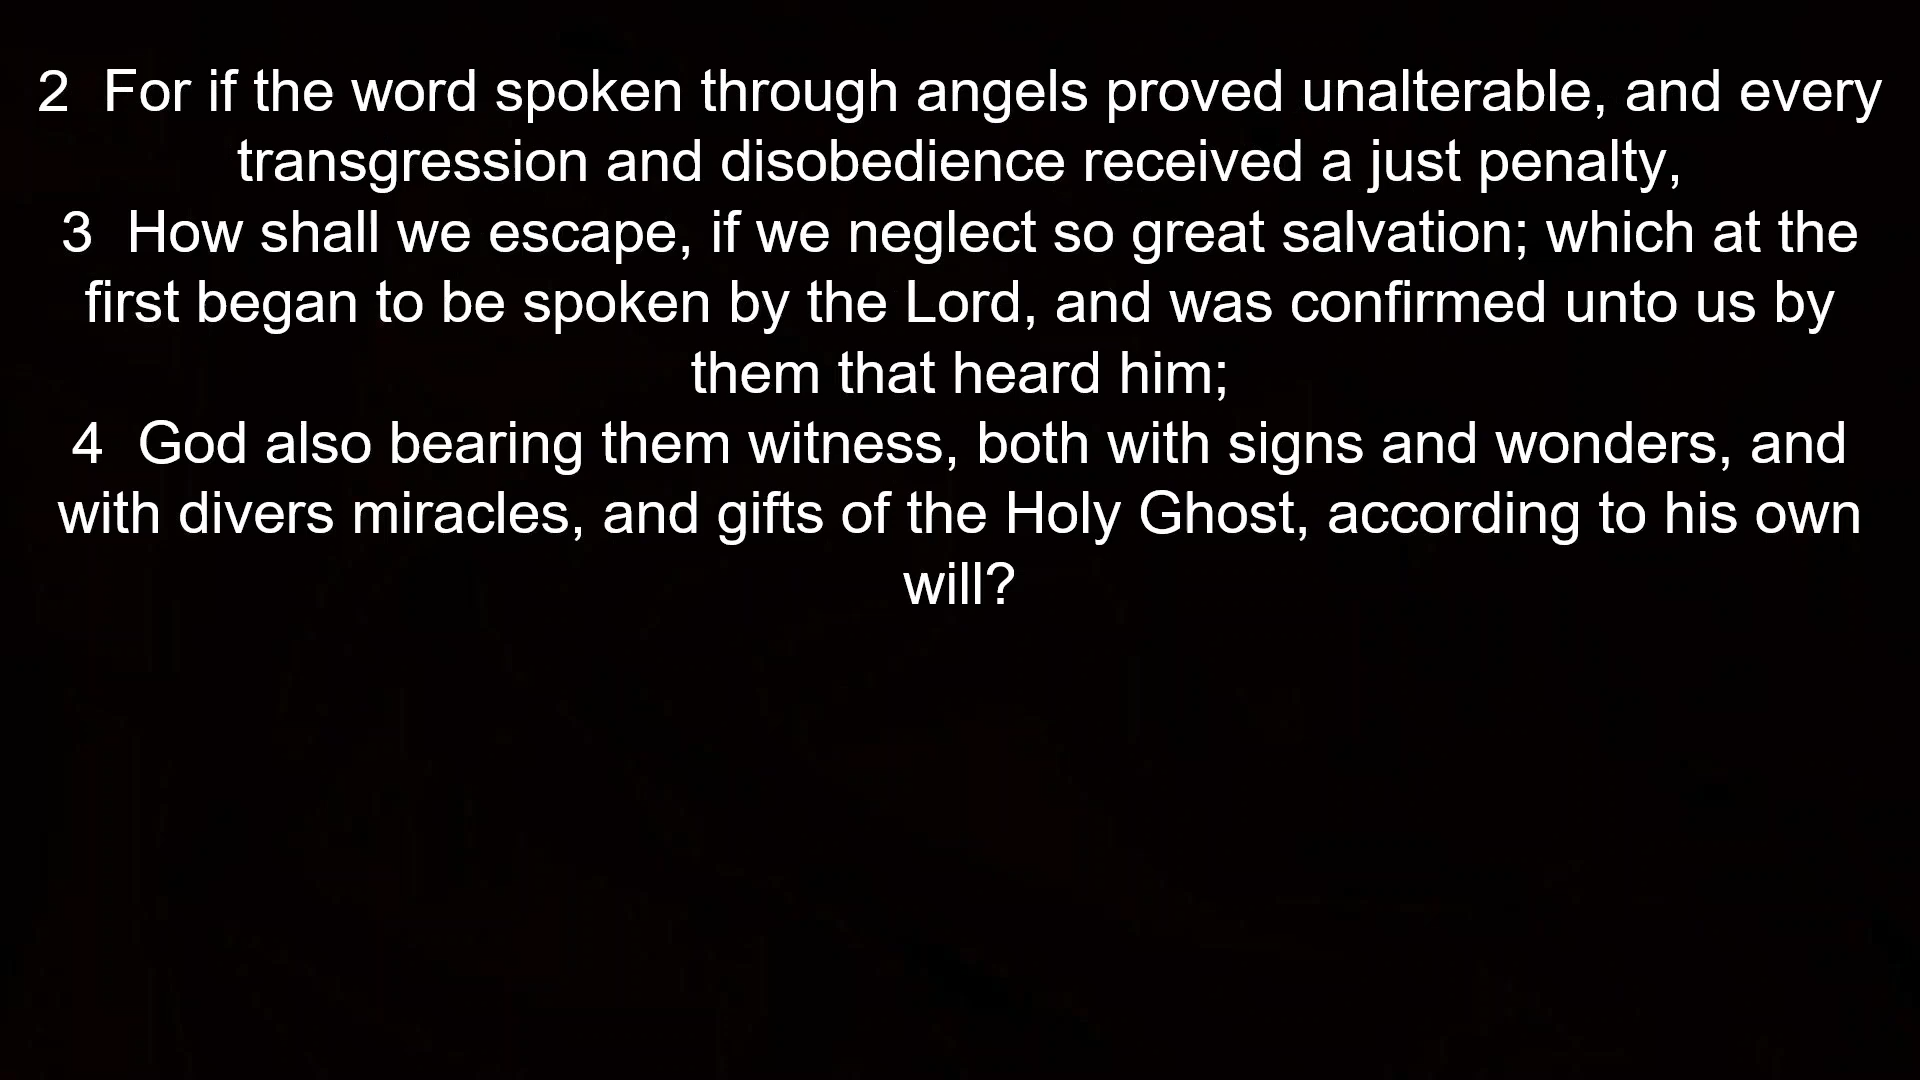 2  For if the word spoken through angels proved unalterable, and every
transgression and disobedience received a just penalty,
3  How shall we escape, if we neglect so great salvation; which at the
first began to be spoken by the Lord, and was confirmed unto us by
them that heard him;
4  God also bearing them witness, both with signs and wonders, and
with divers miracles, and gifts of the Holy Ghost, according to his own
will?